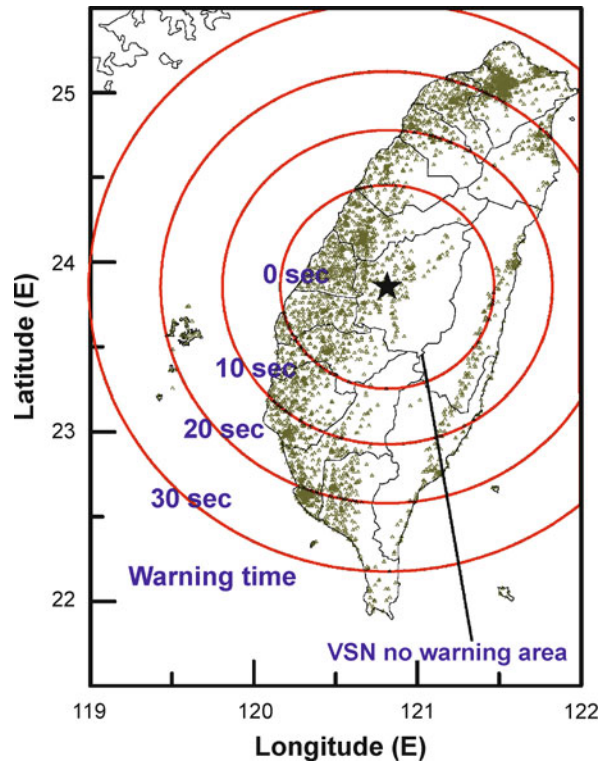 25
24
23
22
Latitude (E)
0 sec
10 sec
20 sec
30 sec
Warning time
VSN no warning area
119
120
121
122
Longitude (E)